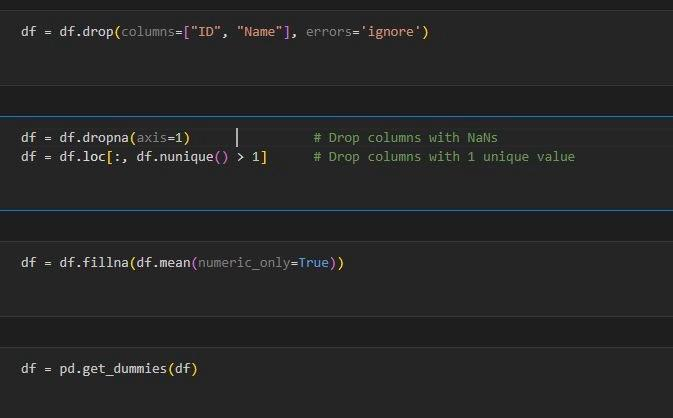 df = df.drop(columns=["ID", "Name"], errors='ignore')
df = df.dropna(axis=1) # Drop columns with NaNs
df = df.loc[:, df.nunique() > 1] # Drop columns with 1 unique value
df = df.fillna(df.mean(numeric_only=True))
df = pd.get_dummies(df)